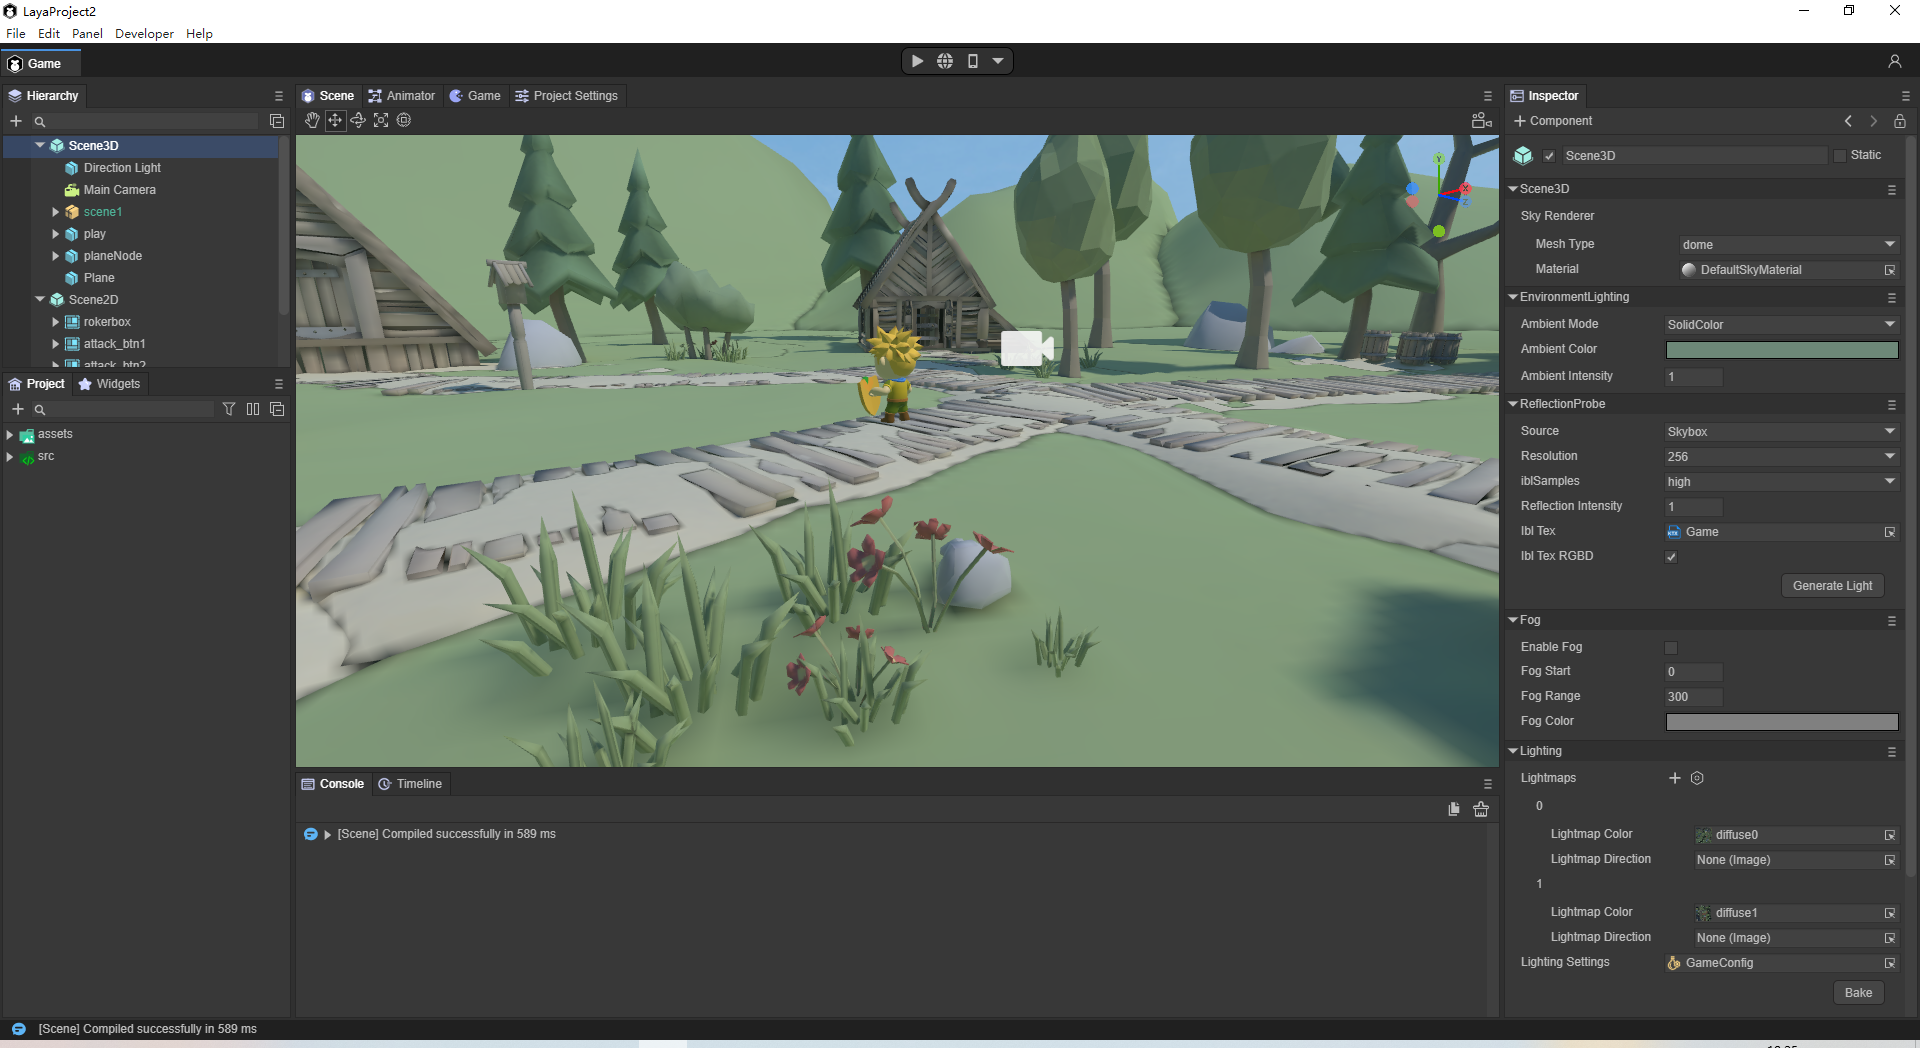 LayaProject2
File Edit Panel Developer Help
Game
Hierarchy
Scene3D
Direction Light
Main Camera
scene1
play
planeNode
Plane
Scene2D
rokerbox
attack_btn1
attack_btn2
Project Widgets
assets
src
Scene Animator Game Project Settings
Y
X
Z
Console Timeline
[Scene] Compiled successfully in 589 ms
Inspector
Component
Scene3D Static
Scene3D
Sky Renderer
Mesh Type dome
Material DefaultSkyMaterial
EnvironmentLighting
Ambient Mode SolidColor
Ambient Color
Ambient Intensity 1
ReflectionProbe
Source Skybox
Resolution 256
iblSamples high
Reflection Intensity 1
Ibl Tex Game
Ibl Tex RGBD
Generate Light
Fog
Enable Fog
Fog Start 0
Fog Range 300
Fog Color
Lighting
Lightmaps
0
Lightmap Color diffuse0
Lightmap Direction None (Image)
1
Lightmap Color diffuse1
Lightmap Direction None (Image)
Lighting Settings GameConfig
Bake
[Scene] Compiled successfully in 589 ms